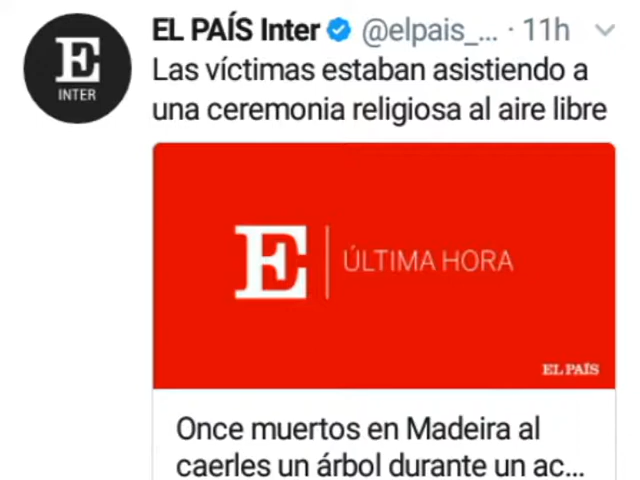 E
INTER
EL PAÍS Inter @elpais_... · 11h
Las víctimas estaban asistiendo a
una ceremonia religiosa al aire libre
E ÚLTIMA HORA
EL PAÍS
Once muertos en Madeira al
caerles un árbol durante un ac...